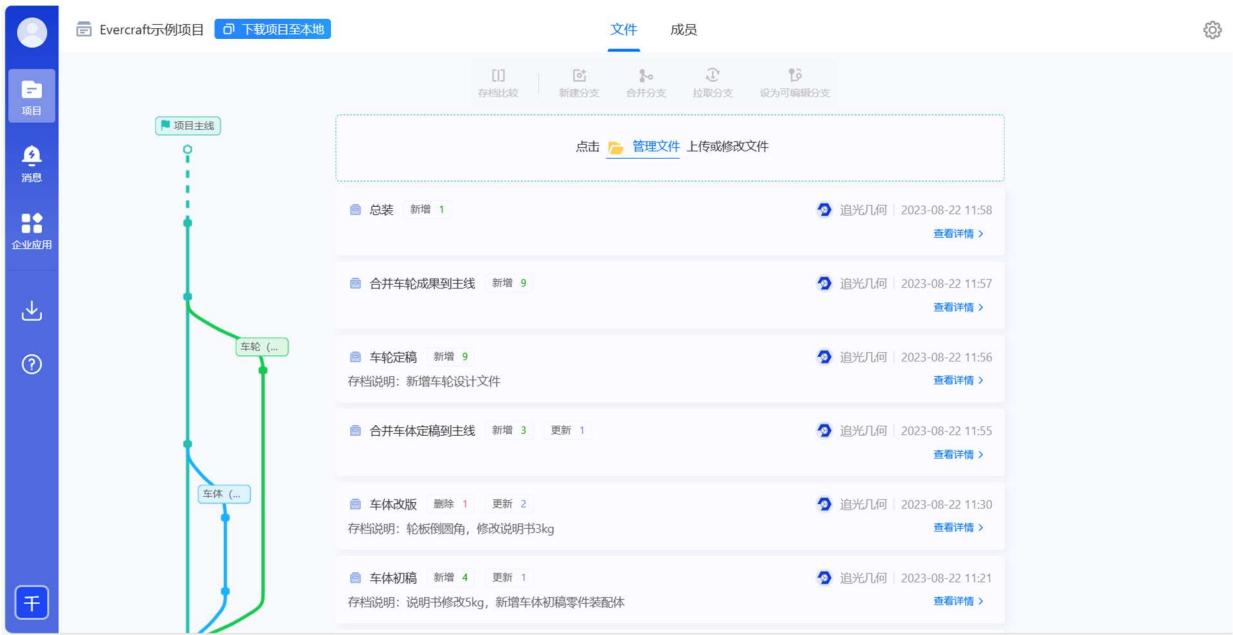 Evercraft示例项目 下载项目至本地 文件 成员
项目
消息
企业应用
千
存档比较 新建分支 合并分支 拉取分支 设为可编辑分支
项目主线
车轮 (...
车体 (...
点击 管理文件 上传或修改文件
总装 新增 1 追光几何 2023-08-22 11:58
查看详情 >
合并车轮成果到主线 新增 9 追光几何 2023-08-22 11:57
查看详情 >
车轮定稿 新增 9 追光几何 2023-08-22 11:56
存档说明：新增车轮设计文件 查看详情 >
合并车体定稿到主线 新增 3 更新 1 追光几何 2023-08-22 11:55
查看详情 >
车体改版 删除 1 更新 2 追光几何 2023-08-22 11:30
存档说明：轮板倒圆角，修改说明书3kg 查看详情 >
车体初稿 新增 4 更新 1 追光几何 2023-08-22 11:21
存档说明：说明书修改5kg，新增车体初稿零件装配体 查看详情 >